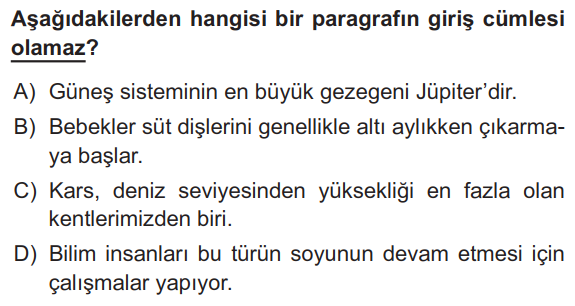 Aşağıdakilerden hangisi bir paragrafın giriş cümlesi
olamaz?
A) Güneş sisteminin en büyük gezegeni Jüpiter’dir.
B) Bebekler süt dişlerini genellikle altı aylıkken çıkarma-
ya başlar.
C) Kars, deniz seviyesinden yüksekliği en fazla olan
kentlerimizden biri.
D) Bilim insanları bu türün soyunun devam etmesi için
çalışmalar yapıyor.